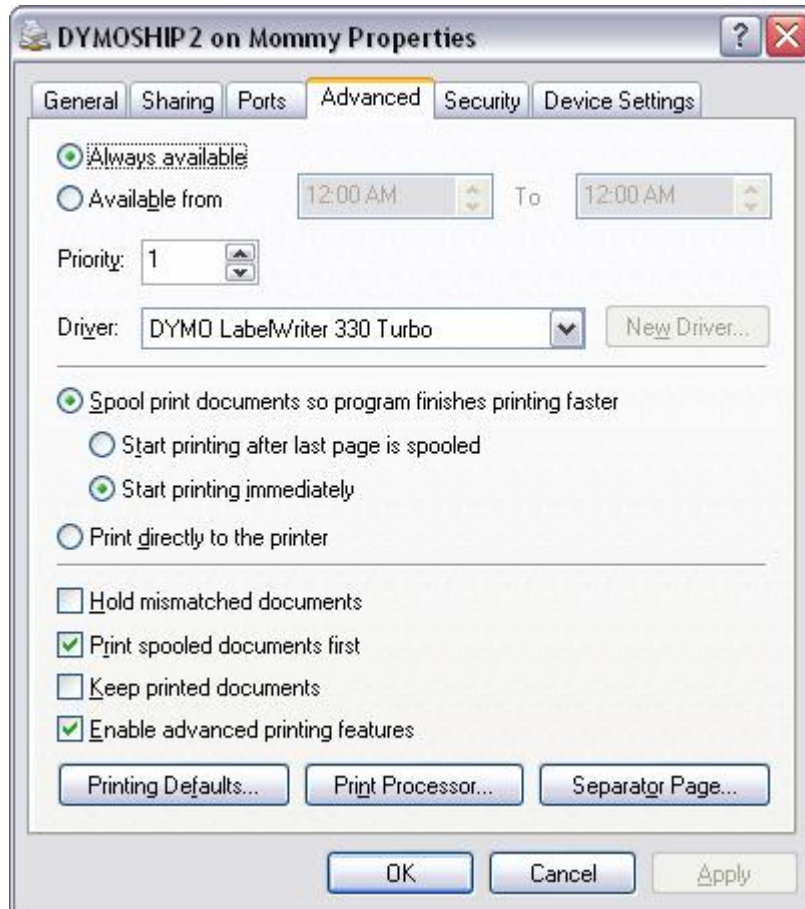 DYMOSHIP2 on Mommy Properties
General Sharing Ports Advanced Security Device Settings
Always available
Available from 12:00 AM To 12:00 AM
Priority: 1
Driver: DYMO LabelWriter 330 Turbo New Driver...
Spool print documents so program finishes printing faster
Start printing after last page is spooled
Start printing immediately
Print directly to the printer
Hold mismatched documents
Print spooled documents first
Keep printed documents
Enable advanced printing features
Printing Defaults... Print Processor... Separator Page...
OK Cancel Apply